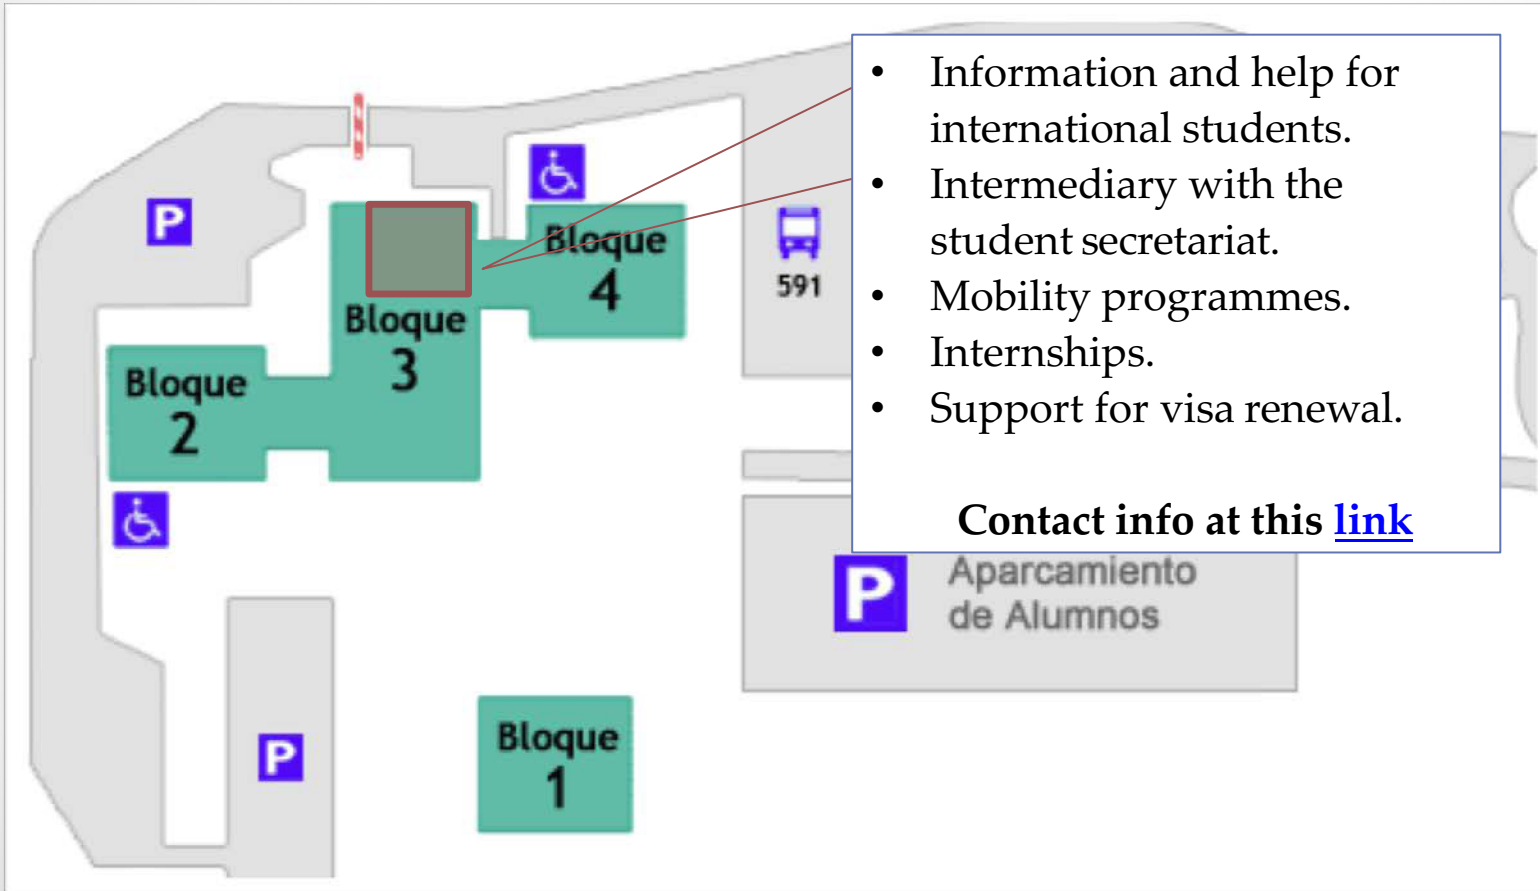 • Information and help for
international students.
• Intermediary with the
student secretariat.
• Mobility programmes.
• Internships.
• Support for visa renewal.
Contact info at this link
P
Bloque
4
591
Bloque
3
Bloque
2
P
Aparcamiento
de Alumnos
Bloque
1
P